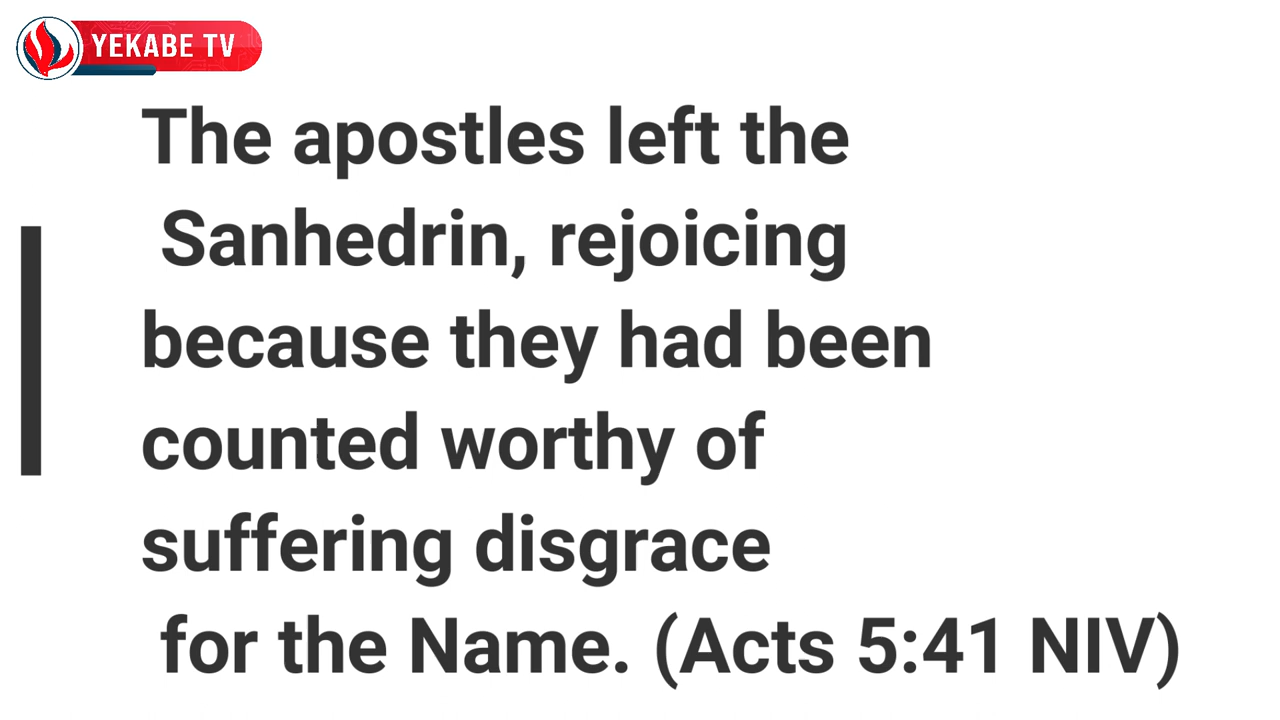 YEKABE TV
The apostles left the
Sanhedrin, rejoicing
because they had been
counted worthy of
suffering disgrace
for the Name. (Acts 5:41 NIV)